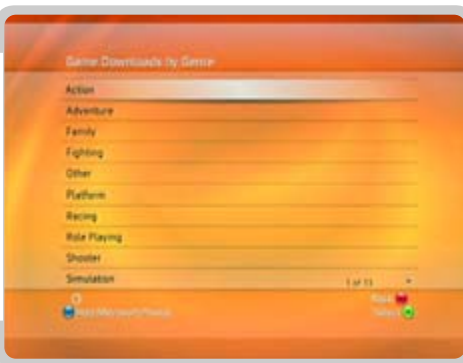 Game Downloads by Genre
Action
Adventure
Family
Fighting
Other
Platform
Racing
Role Playing
Shooter
Simulation
1 of 13
Back
Select